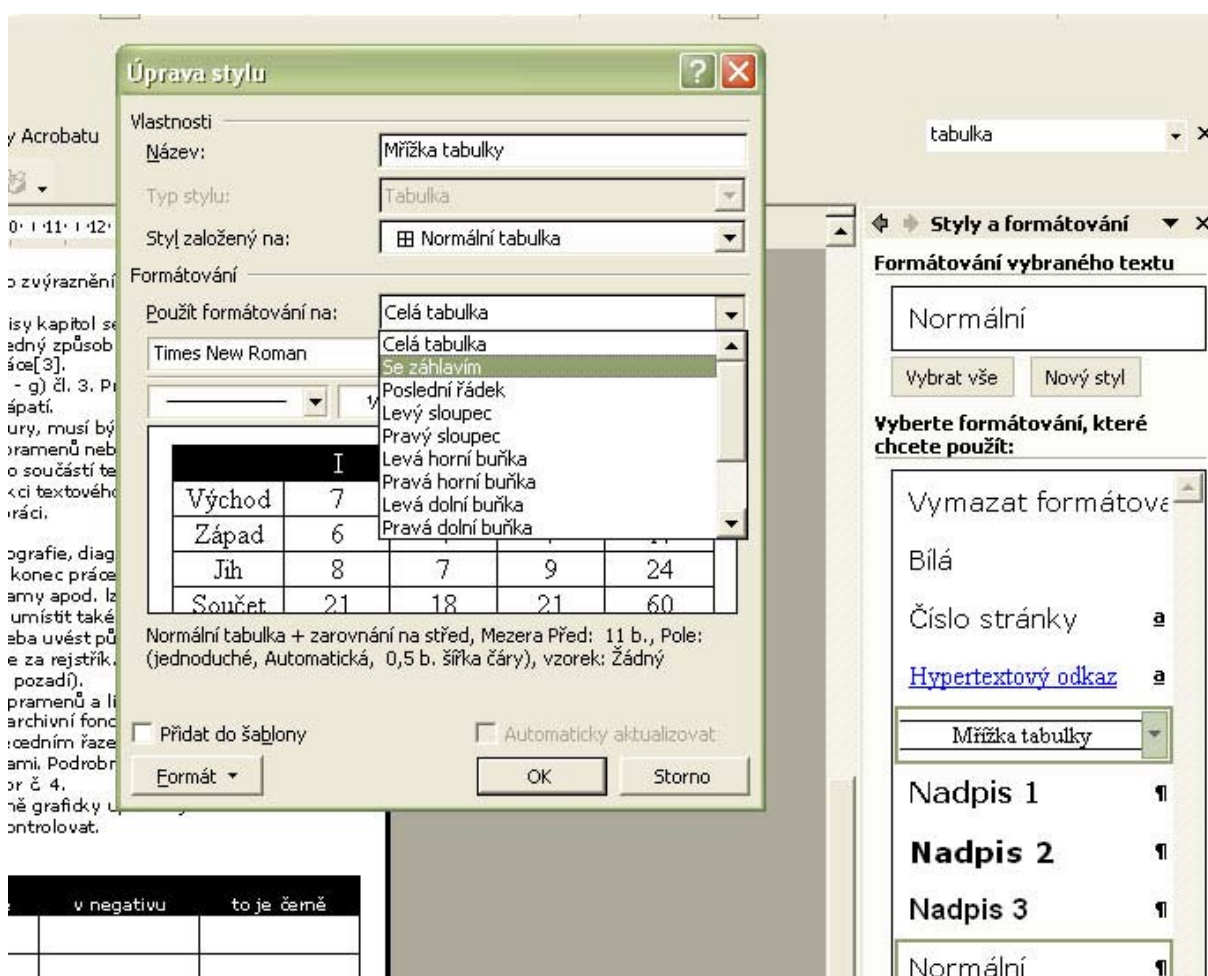 Úprava stylu
Vlastnosti
Název:
Mřížka tabulky
Typ stylu:
Tabulka
Styl založený na:
Normální tabulka
Formátování
Použít formátování na:
Celá tabulka
Celá tabulka
Se záhlavím
Poslední řádek
Levý sloupec
Pravý sloupec
Levá horní buňka
Pravá horní buňka
Levá dolní buňka
Pravá dolní buňka
Times New Roman
I
Východ 7
Západ 6
Jih 8 7 9 24
Součet 21 18 21 60
Normální tabulka + zarovnání na střed, Mezera Před: 11 b., Pole:
(jednoduché, Automatická, 0,5 b. šířka čáry), vzorek: Žádný
Přidat do šablony
Automaticky aktualizovat
Formát
OK
Storno
y Acrobatu
11 12
o zvýraznění
isy kapitol se
edný způsob
áce[3].
- g) čl. 3. Pr
ápatí.
ury, musí bý
pramenů neb
o součástí te
kci textového
ráci.
ografie, diag
konec práce
amy apod. lz
umístit také
eba uvést pů
e za rejstřík.
pozadí).
pramenů a li
archivní fond
ecedním řaze
ami. Podrobn
or č. 4.
ně graficky u
ontrolovat.
v negativu to je černě
tabulka
Styly a formátování
Formátování vybraného textu
Normální
Vybrat vše
Nový styl
Vyberte formátování, které
chcete použít:
Vymazat formátova
Bílá
Číslo stránky a
Hypertextový odkaz a
Mřížka tabulky
Nadpis 1 ¶
Nadpis 2 ¶
Nadpis 3 ¶
Normální ¶